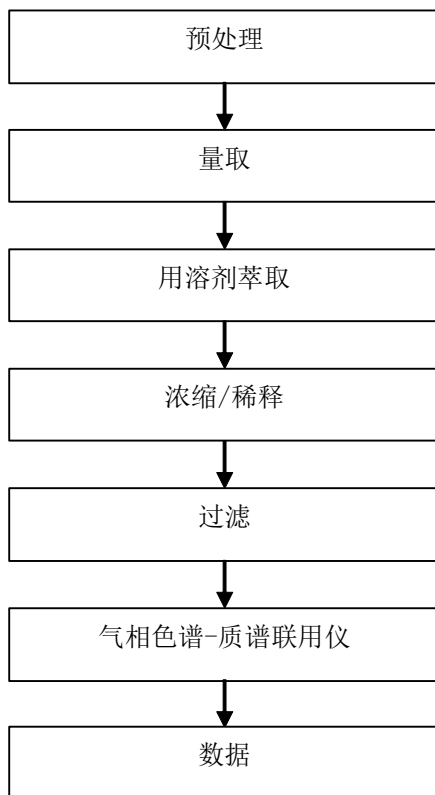 预处理
量取
用溶剂萃取
浓缩/稀释
过滤
气相色谱-质谱联用仪
数据